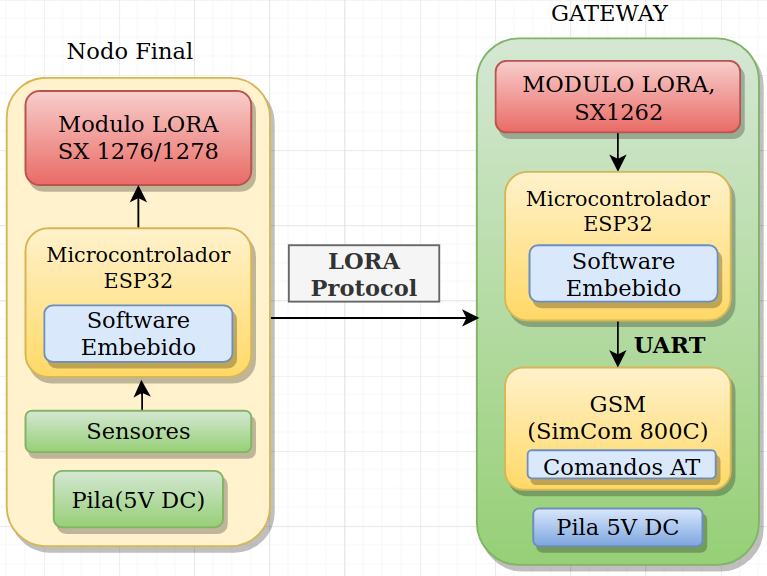 Nodo Final
Modulo LORA
SX 1276/1278
Microcontrolador
ESP32
Software
Embebido
Sensores
Pila(5V DC)
LORA
Protocol
GATEWAY
MODULO LORA,
SX1262
Microcontrolador
ESP32
Software
Embebido
UART
GSM
(SimCom 800C)
Comandos AT
Pila 5V DC